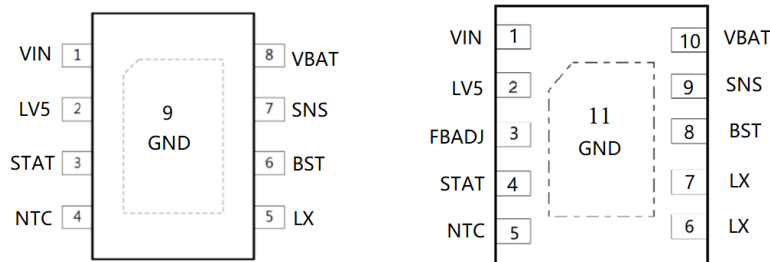 VIN 1 8 VBAT
LV5 2 9 7 SNS
GND
STAT 3 6 BST
NTC 4 5 LX
VIN 1 10 VBAT
LV5 2 9 SNS
FBADJ 3 11 8 BST
GND
STAT 4 7 LX
NTC 5 6 LX